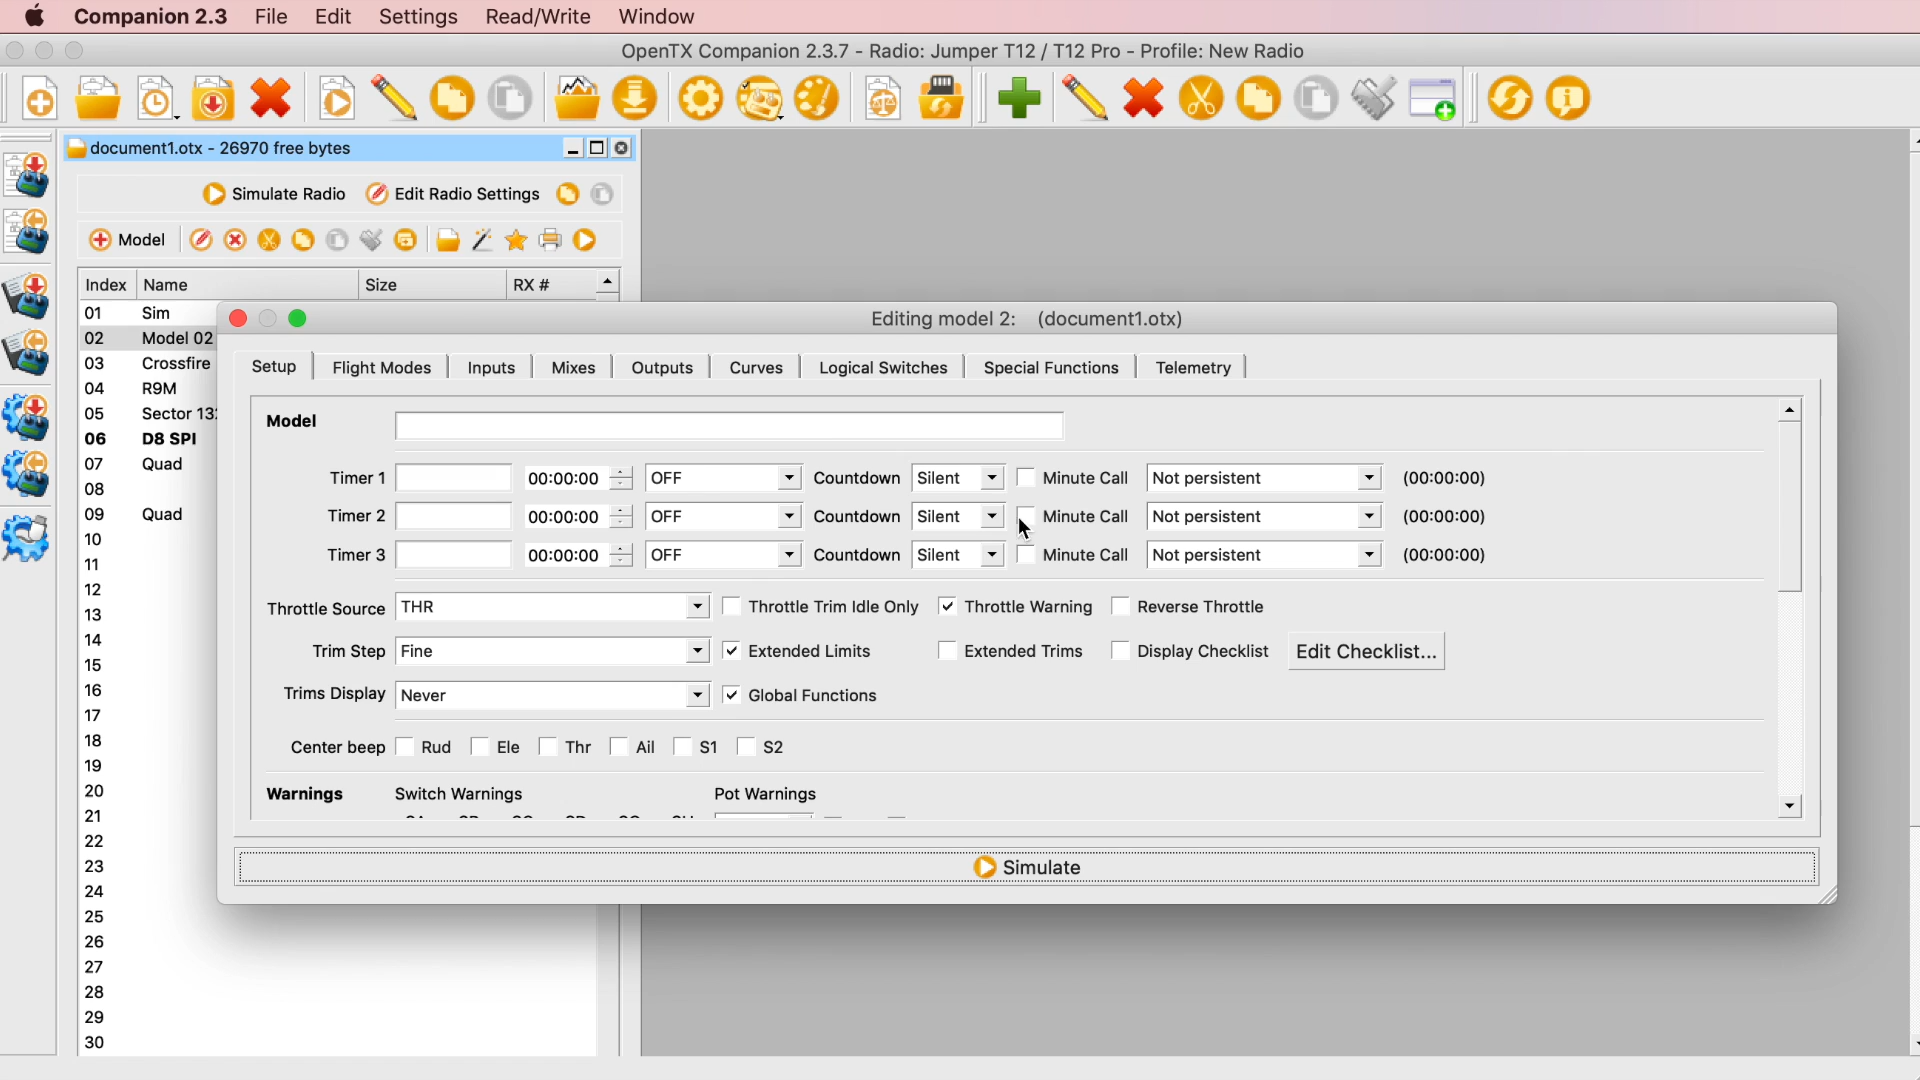 Companion 2.3 File Edit Settings Read/Write Window
OpenTX Companion 2.3.7 - Radio: Jumper T12 / T12 Pro - Profile: New Radio
document1.otx - 26970 free bytes
Simulate Radio Edit Radio Settings
Model
Index Name Size RX #
01 Sim
02 Model 02
03 Crossfire
04 R9M
05 Sector 13
06 D8 SPI
07 Quad
08
09 Quad
10
11
12
13
14
15
16
17
18
19
20
21
22
23
24
25
26
27
28
29
30
Editing model 2: (document1.otx)
Setup Flight Modes Inputs Mixes Outputs Curves Logical Switches Special Functions Telemetry
Model
Timer 1 00:00:00 OFF Countdown Silent Minute Call Not persistent (00:00:00)
Timer 2 00:00:00 OFF Countdown Silent Minute Call Not persistent (00:00:00)
Timer 3 00:00:00 OFF Countdown Silent Minute Call Not persistent (00:00:00)
Throttle Source THR Throttle Trim Idle Only Throttle Warning Reverse Throttle
Trim Step Fine Extended Limits Extended Trims Display Checklist Edit Checklist...
Trims Display Never Global Functions
Center beep Rud Ele Thr Ail S1 S2
Warnings Switch Warnings Pot Warnings
Simulate